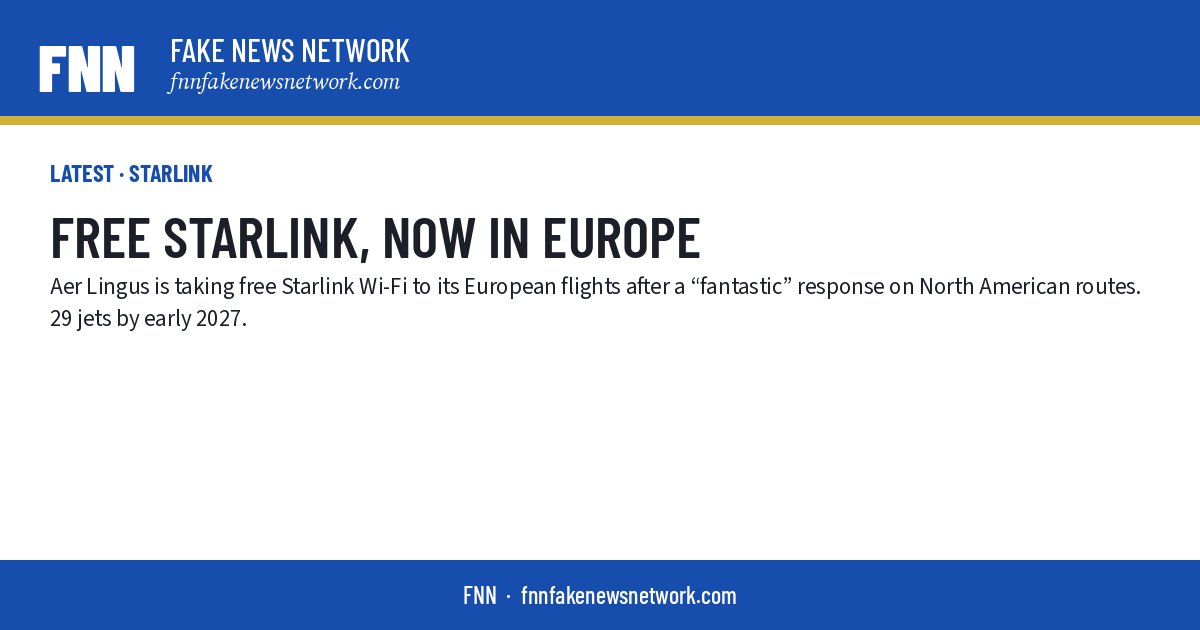 FNN
FAKE NEWS NETWORK
fnnfakenewsnetwork.com
LATEST · STARLINK
FREE STARLINK, NOW IN EUROPE
Aer Lingus is taking free Starlink Wi-Fi to its European flights after a “fantastic” response on North American routes.
29 jets by early 2027.
FNN · fnnfakenewsnetwork.com